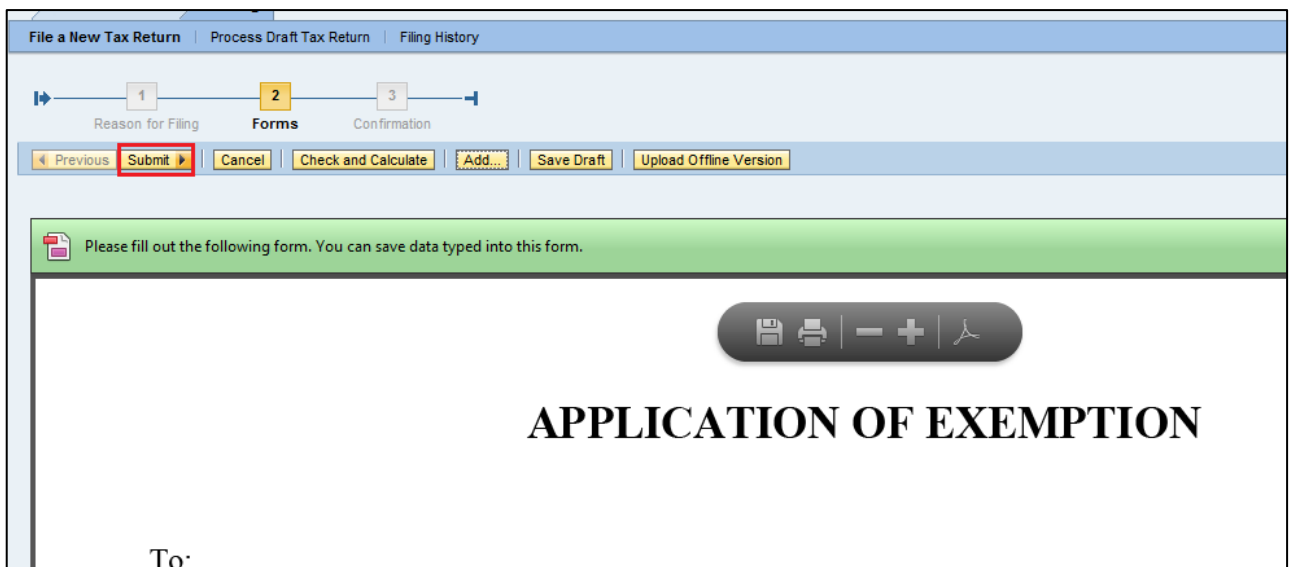 File a New Tax Return | Process Draft Tax Return | Filing History
1 2 3
Reason for Filing Forms Confirmation
Previous Submit Cancel Check and Calculate Add... Save Draft Upload Offline Version
Please fill out the following form. You can save data typed into this form.
APPLICATION OF EXEMPTION
To: